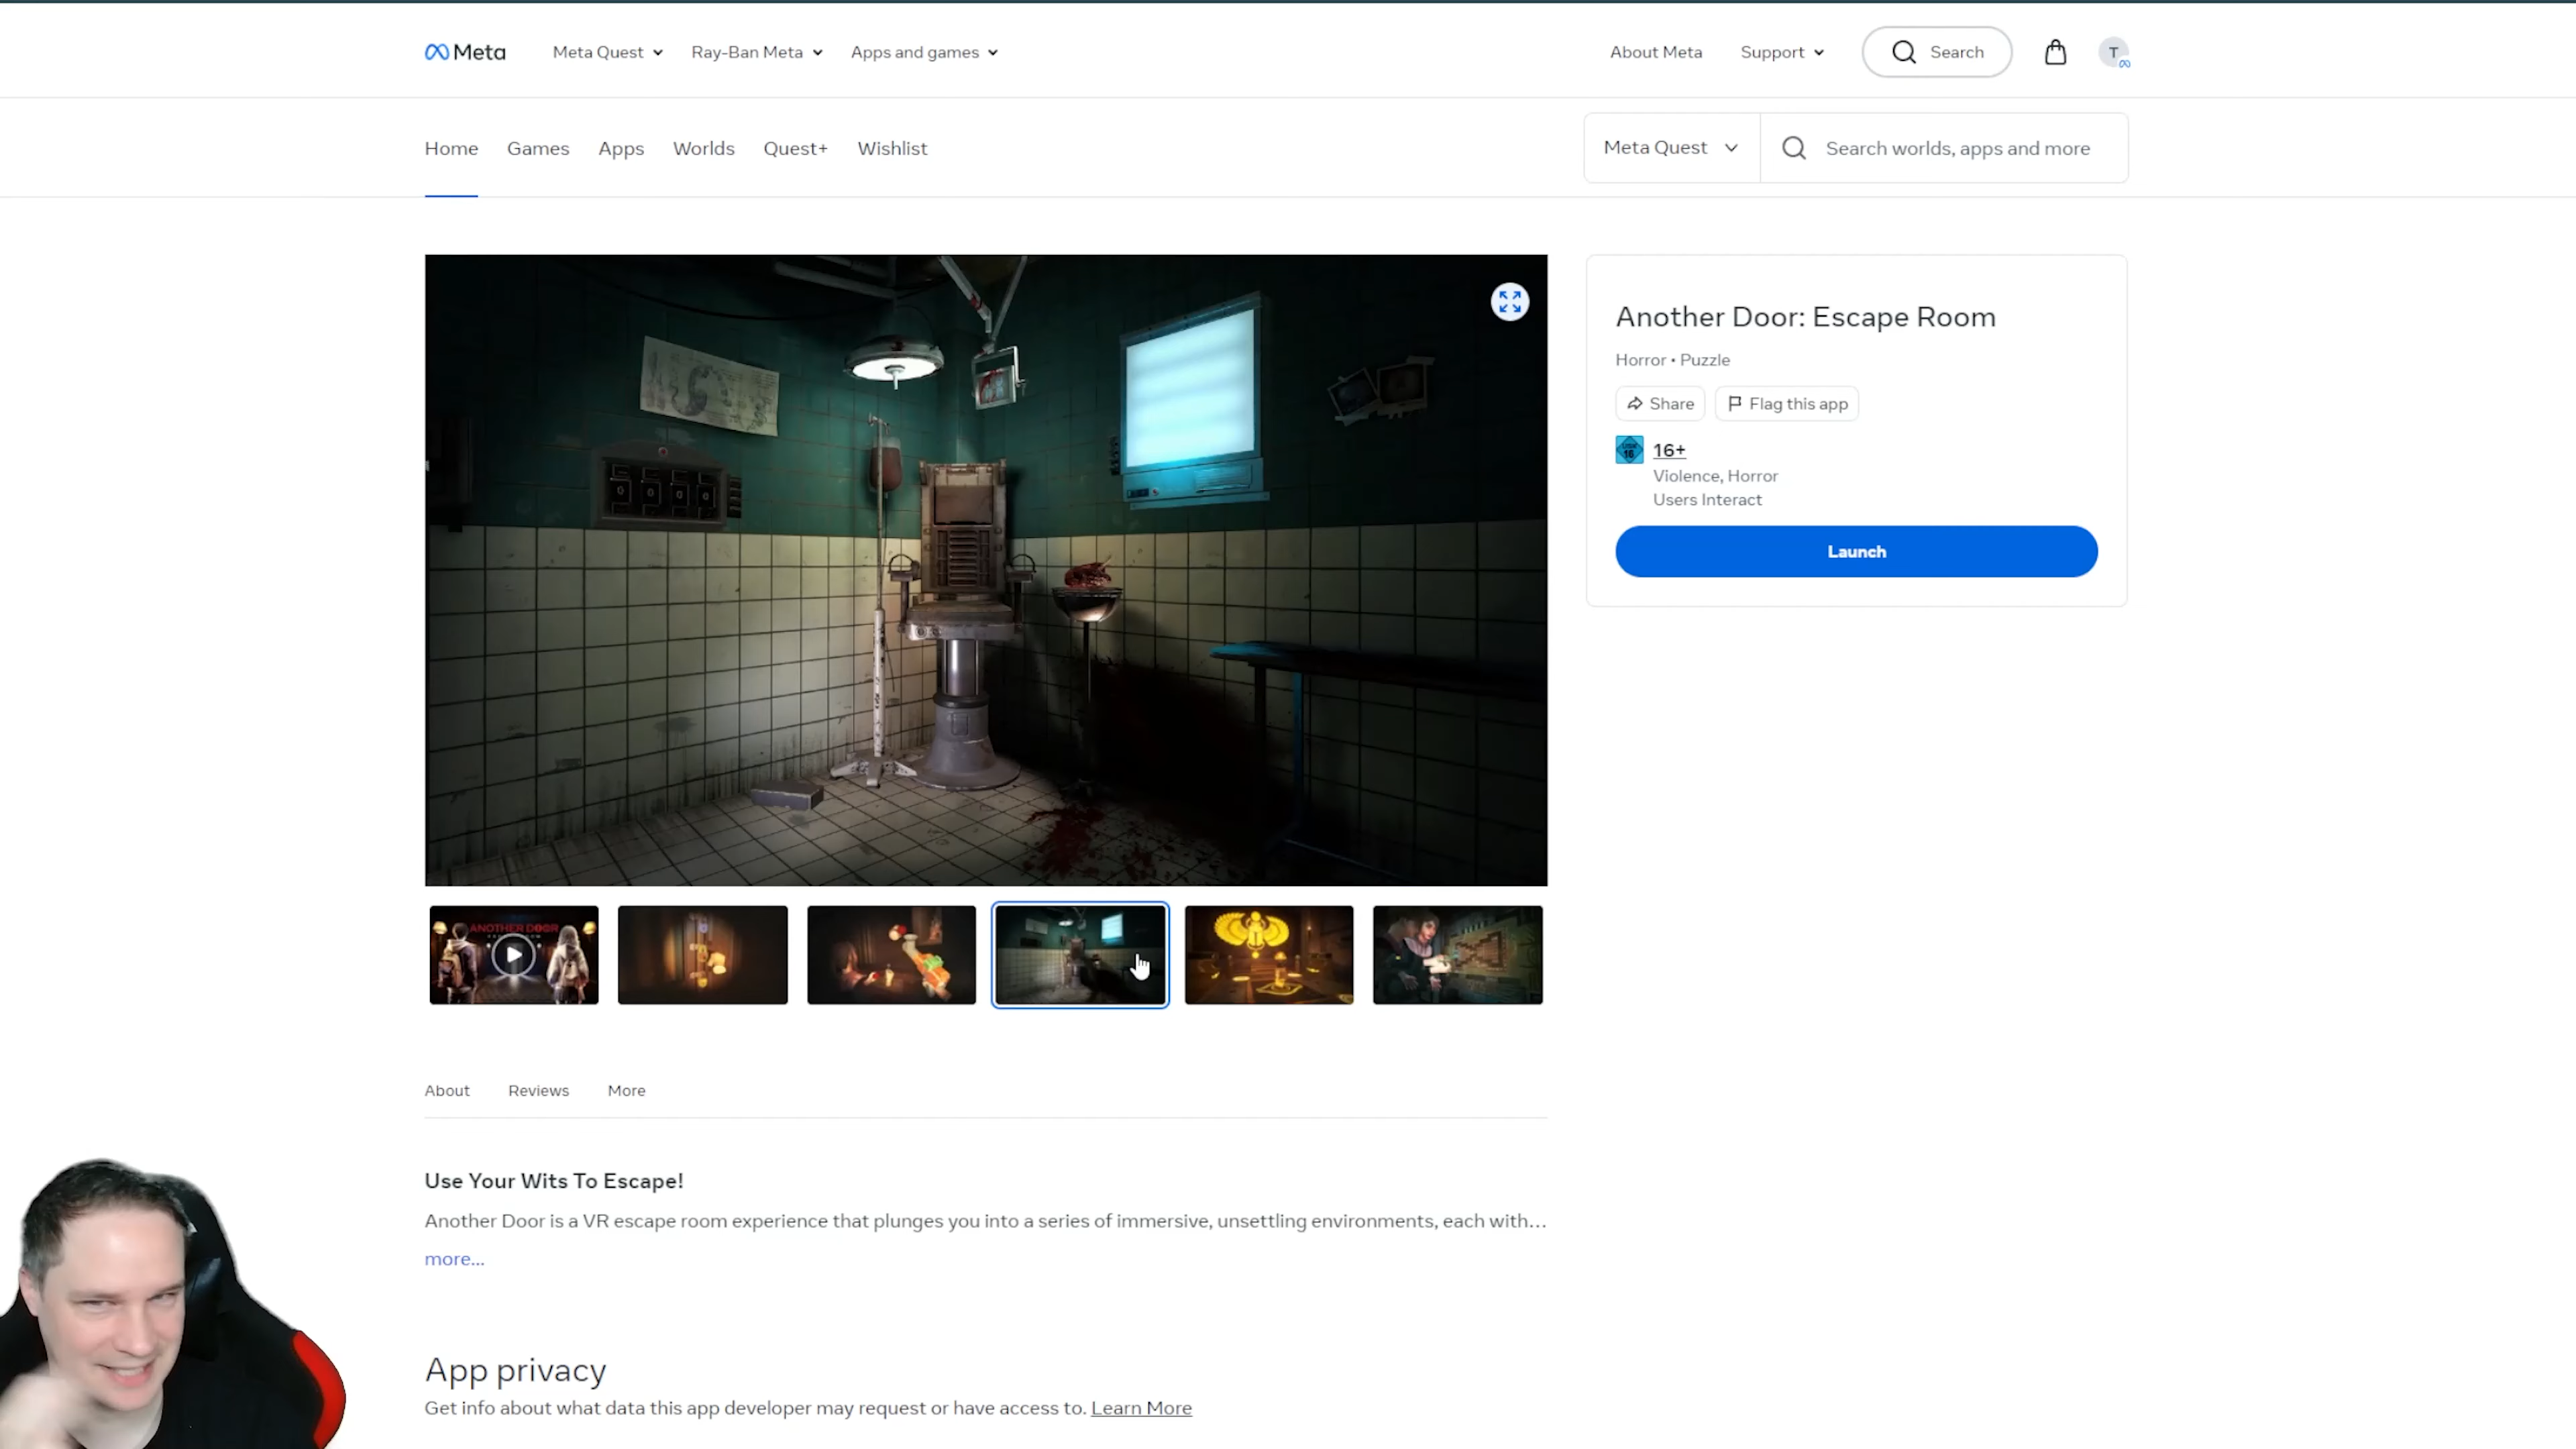 Meta
Meta Quest
Ray-Ban Meta
Apps and games
About Meta
Support
Search
T
Home
Games
Apps
Worlds
Quest+
Wishlist
Meta Quest
Search worlds, apps and more
Another Door: Escape Room
Horror • Puzzle
Share
Flag this app
16
16+
Violence, Horror
Users Interact
Launch
ANOTHER DOOR
About
Reviews
More
Use Your Wits To Escape!
Another Door is a VR escape room experience that plunges you into a series of immersive, unsettling environments, each with...
more...
App privacy
Get info about what data this app developer may request or have access to. Learn More